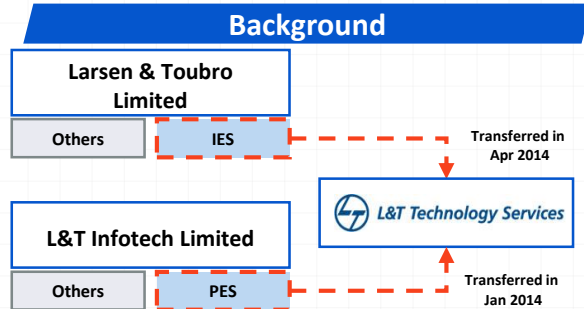 Background
Larsen & Toubro
Limited
Others
IES
Transferred in
Apr 2014
L&T Technology Services
L&T Infotech Limited
Others
PES
Transferred in
Jan 2014